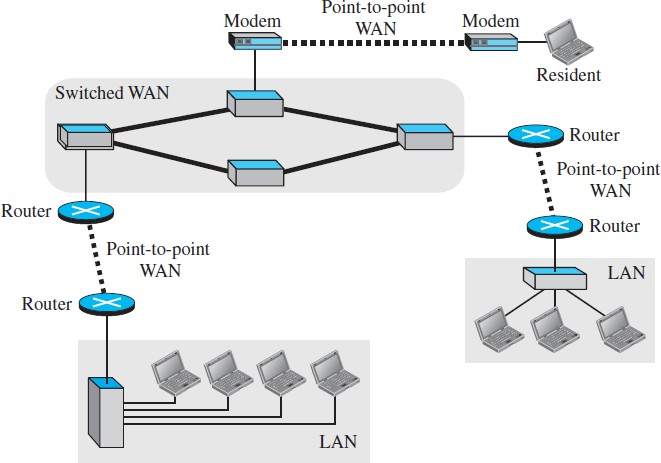 Point-to-point
WAN
Modem
Modem
Resident
Switched WAN
Router
Point-to-point
WAN
Router
Router
Point-to-point
WAN
LAN
Router
LAN